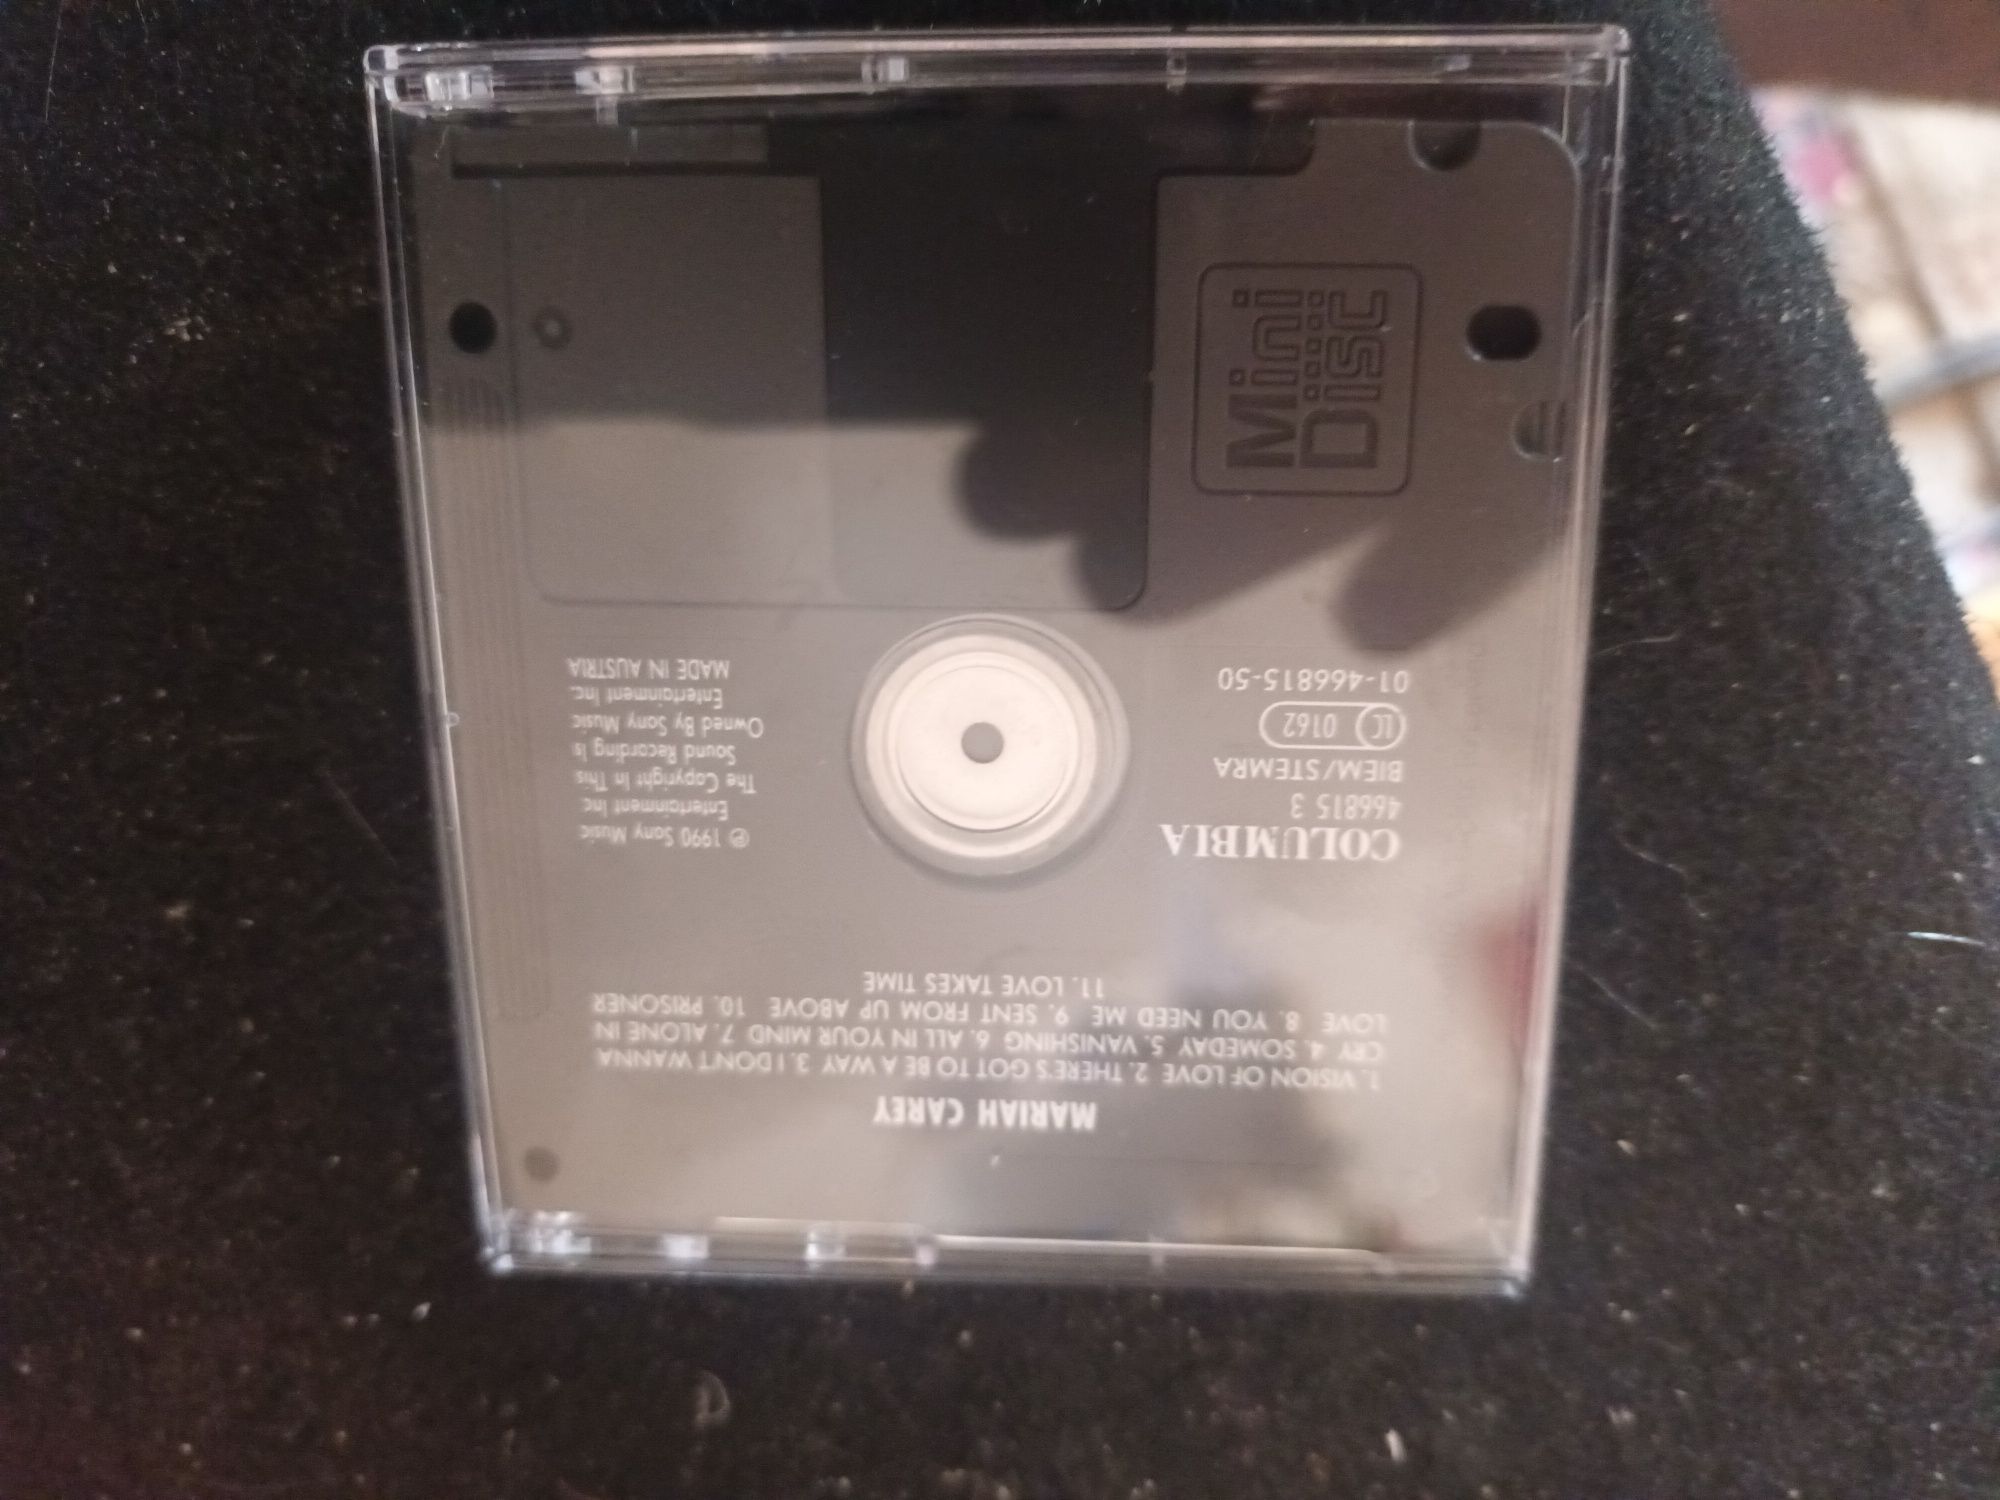 MARIAH CAREY
1. VISION OF LOVE 2. THERE'S GOT TO BE A WAY 3. I DON'T WANNA
CRY 4. SOMEDAY 5. VANISHING 6. ALL IN YOUR MIND 7. ALONE IN
LOVE 8. YOU NEED ME 9. SENT FROM UP ABOVE 10. PRISONER
11. LOVE TAKES TIME
COLUMBIA
466815 3
BIEM/STEMRA
LC 0162
01-466815-50
℗ 1990 Sony Music
Entertainment Inc.
The Copyright In This
Sound Recording Is
Owned By Sony Music
Entertainment Inc.
MADE IN AUSTRIA
Mini
Disc